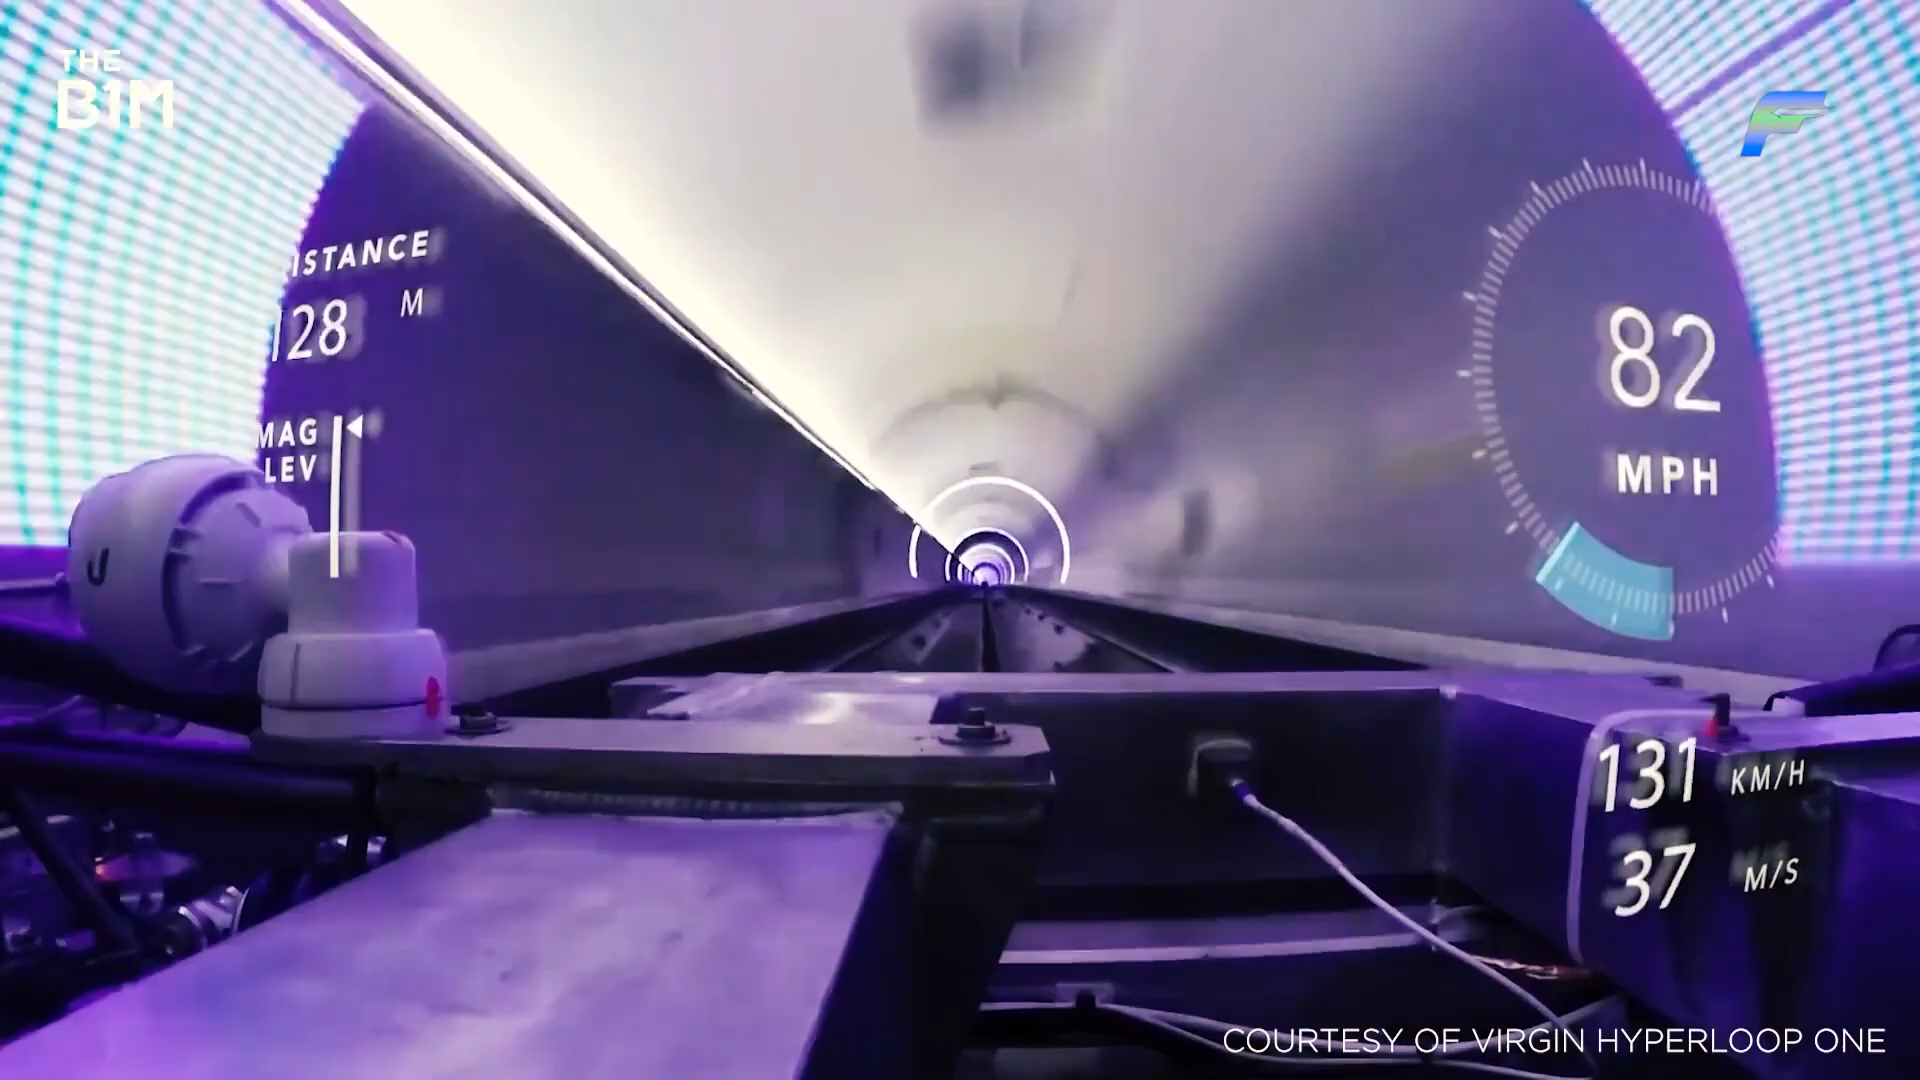 THE
B1M
ISTANCE
128 M
MAG
LEV
82
MPH
131 KM/H
37 M/S
COURTESY OF VIRGIN HYPERLOOP ONE